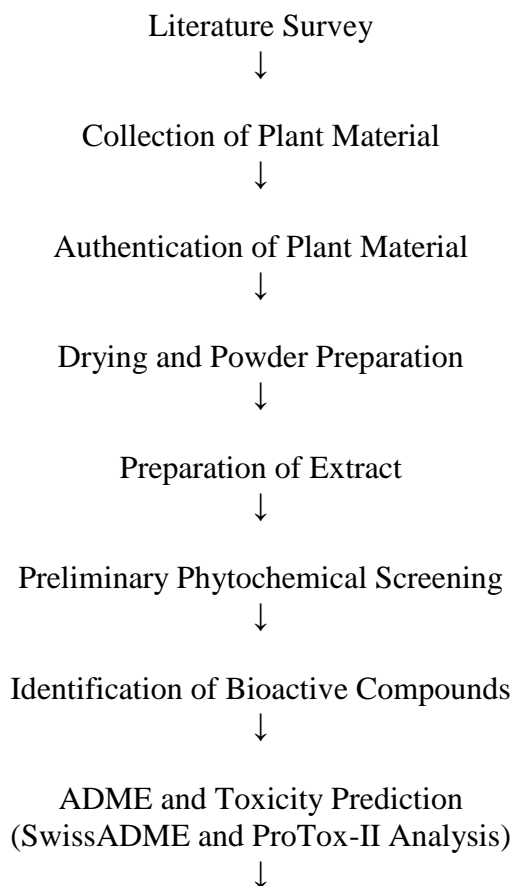 Literature Survey
↓
Collection of Plant Material
↓
Authentication of Plant Material
↓
Drying and Powder Preparation
↓
Preparation of Extract
↓
Preliminary Phytochemical Screening
↓
Identification of Bioactive Compounds
↓
ADME and Toxicity Prediction
(SwissADME and ProTox-II Analysis)
↓